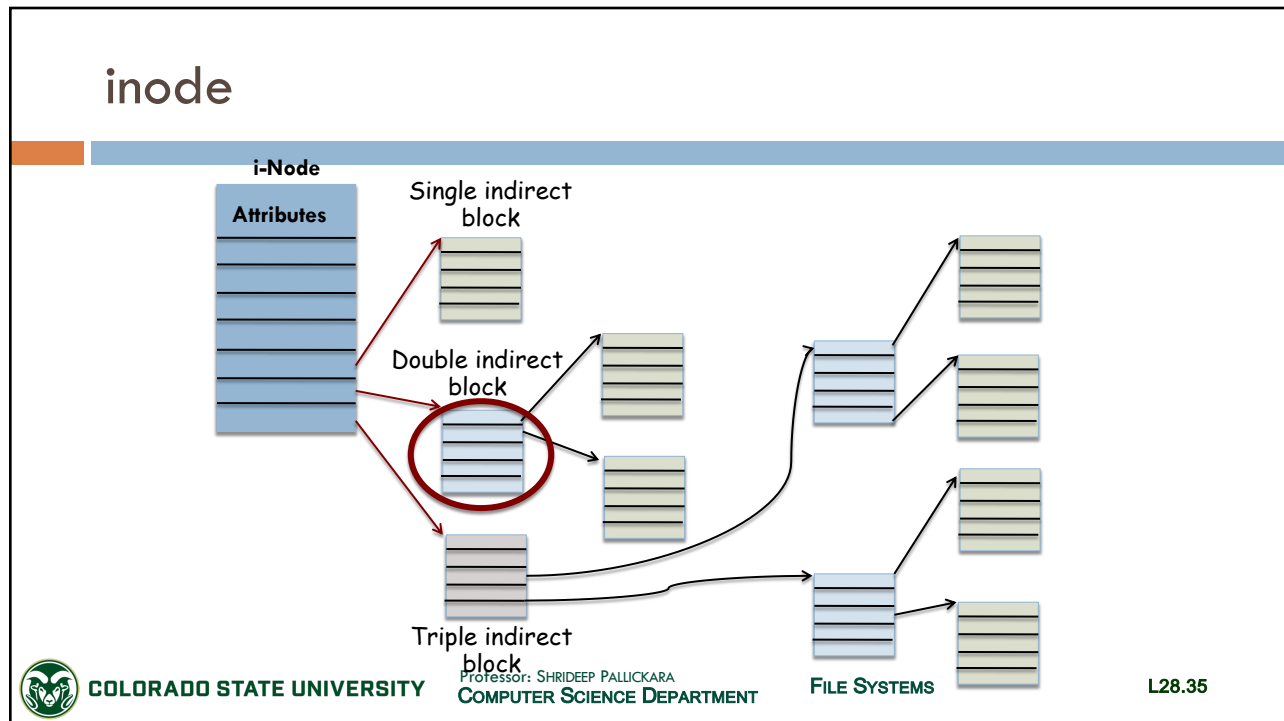 inode
i-Node
Attributes
Single indirect
block
Double indirect
block
Triple indirect
block
COLORADO STATE UNIVERSITY
Professor: SHRIDEEP PALLICKARA
COMPUTER SCIENCE DEPARTMENT
FILE SYSTEMS
L28.35